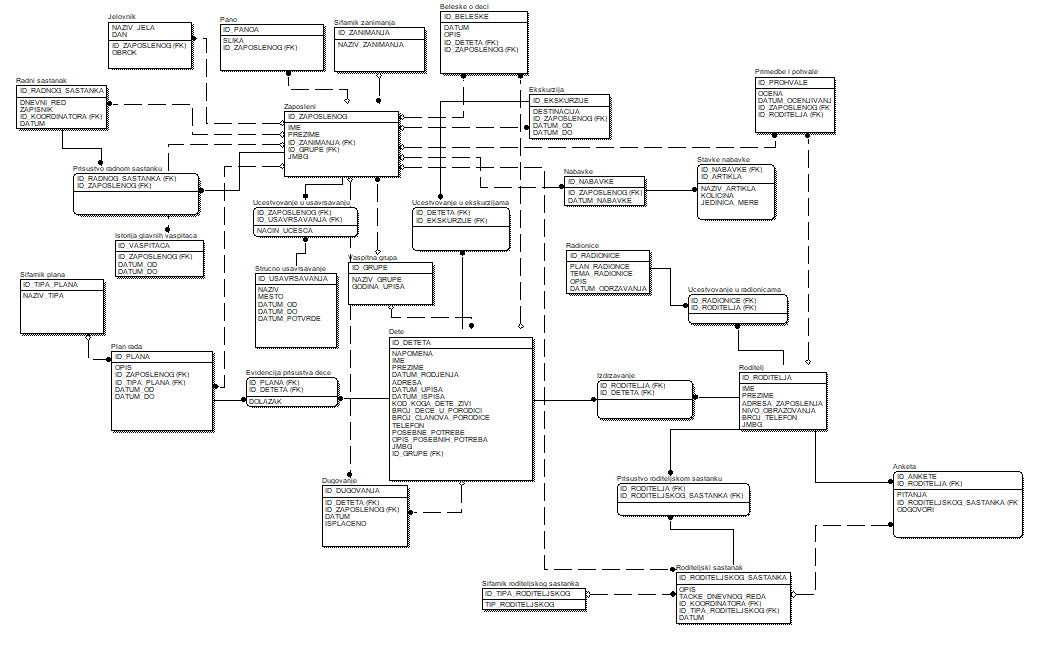 Jelovnik
NAZIV_JELA
DAN
ID_ZAPOSLENOG (FK)
OBROK
Pano
ID_PANOA
SLIKA
ID_ZAPOSLENOG (FK)
Sifarnik zanimanja
ID_ZANIMANJA
NAZIV_ZANIMANJA
Beleske o deci
ID_BELESKE
DATUM
OPIS
ID_DETETA (FK)
ID_ZAPOSLENOG (FK)
Radni sastanak
ID_RADNOG_SASTANKA
DNEVNI_RED
ZAPISNIK
ID_KOORDINATORA (FK)
DATUM
Zaposleni
ID_ZAPOSLENOG
IME
PREZIME
ID_ZANIMANJA (FK)
ID_GRUPE (FK)
JMBG
Ekskurzija
ID_EKSKURZIJE
DESTINACIJA
ID_ZAPOSLENOG (FK)
DATUM_OD
DATUM_DO
Primedbe i pohvale
ID_PROHVALE
OCENA
DATUM_OCENJIVANJ
ID_ZAPOSLENOG (FK)
ID_RODITELJA (FK)
Prisustvo radnom sastanku
ID_RADNOG_SASTANKA (FK)
ID_ZAPOSLENOG (FK)
Nabavke
ID_NABAVKE
ID_ZAPOSLENOG (FK)
DATUM_NABAVKE
Stavke nabavke
ID_NABAVKE (FK)
ID_ARTIKLA
NAZIV_ARTIKLA
KOLICINA
JEDINICA_MERE
Ucestvovanje u usavrsavanju
ID_ZAPOSLENOG (FK)
ID_USAVRSAVANJA (FK)
NACIN_UCESCA
Ucestvovanje u ekskurzijama
ID_DETETA (FK)
ID_EKSKURZIJE (FK)
Istorija glavnih vaspitaca
ID_VASPITACA
ID_ZAPOSLENOG (FK)
DATUM_OD
DATUM_DO
Strucno usavrsavanje
ID_USAVRSAVANJA
NAZIV
MESTO
DATUM_OD
DATUM_DO
DATUM_POTVRDE
Vaspitna grupa
ID_GRUPE
NAZIV_GRUPE
GODINA_UPISA
Radionice
ID_RADIONICE
PLAN_RADIONCE
TEMA_RADIONICE
OPIS
DATUM_ODRZAVANJA
Ucestvovanje u radionicama
ID_RADIONICE (FK)
ID_RODITELJA (FK)
Sifarnik plana
ID_TIPA_PLANA
NAZIV_TIPA
Plan rada
ID_PLANA
OPIS
ID_ZAPOSLENOG (FK)
ID_TIPA_PLANA (FK)
DATUM_OD
DATUM_DO
Evidencija prisustva dece
ID_PLANA (FK)
ID_DETETA (FK)
DOLAZAK
Dete
ID_DETETA
NAPOMENA
IME
PREZIME
DATUM_RODJENJA
ADRESA
DATUM_UPISA
DATUM_ISPISA
KOD_KOGA_DETE_ZIVI
BROJ_DECE_U_PORODICI
BROJ_CLANOVA_PORODICE
TELEFON
POSEBNE_POTREBE
OPIS_POSEBNIH_POTREBA
JMBG
ID_GRUPE (FK)
Izdrzavanje
ID_RODITELJA (FK)
ID_DETETA (FK)
Roditelj
ID_RODITELJA
IME
PREZIME
ADRESA_ZAPOSLENJA
NIVO_OBRAZOVANJA
BROJ_TELEFON
JMBG
Dugovanje
ID_DUGOVANJA
ID_DETETA (FK)
ID_ZAPOSLENOG (FK)
DATUM
ISPLACENO
Prisustvo roditeljskom sastanku
ID_RODITELJA (FK)
ID_RODITELJSKOG_SASTANKA (FK)
Anketa
ID_ANKETE
ID_RODITELJA (FK)
PITANJA
ID_RODITELJSKOG_SASTANKA (FK
ODGOVORI
Sifarnik roditeljskog sastanka
ID_TIPA_RODITELJSKOG
TIP_RODITELJSKOG
Roditeljski sastanak
ID_RODITELJSKOG_SASTANKA
OPIS
TACKE_DNEVNOG_REDA
ID_KOORDINATORA (FK)
ID_TIPA_RODITELJSKOG (FK)
DATUM